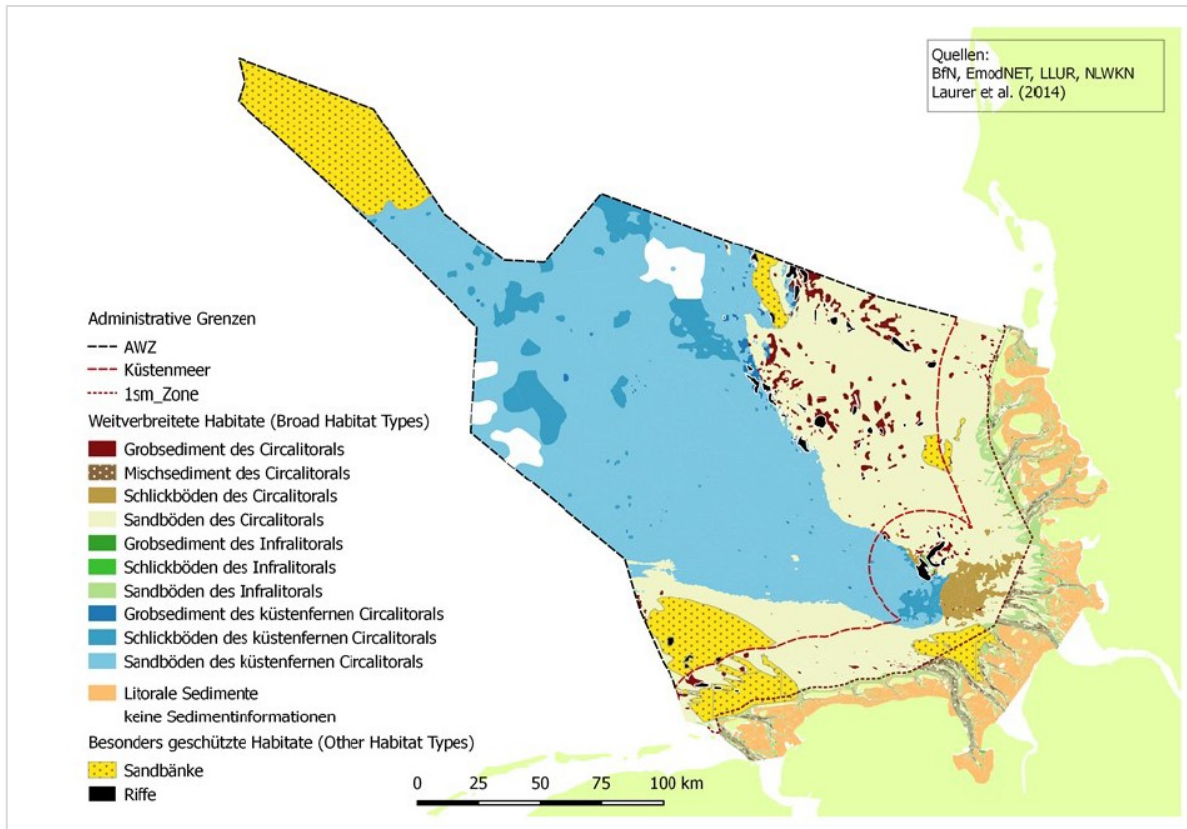 Quellen:
BfN, EmodNET, LLUR, NLWKN
Laurer et al. (2014)
Administrative Grenzen
AWZ
Küstenmeer
1sm_Zone
Weitverbreitete Habitate (Broad Habitat Types)
Grobsediment des Circalitorals
Mischsediment des Circalitorals
Schlickböden des Circalitorals
Sandböden des Circalitorals
Grobsediment des Infralitorals
Schlickböden des Infralitorals
Sandböden des Infralitorals
Grobsediment des küstenfernen Circalitorals
Schlickböden des küstenfernen Circalitorals
Sandböden des küstenfernen Circalitorals
Litorale Sedimente
keine Sedimentinformationen
Besonders geschützte Habitate (Other Habitat Types)
Sandbänke
Riffe
0 25 50 75 100 km